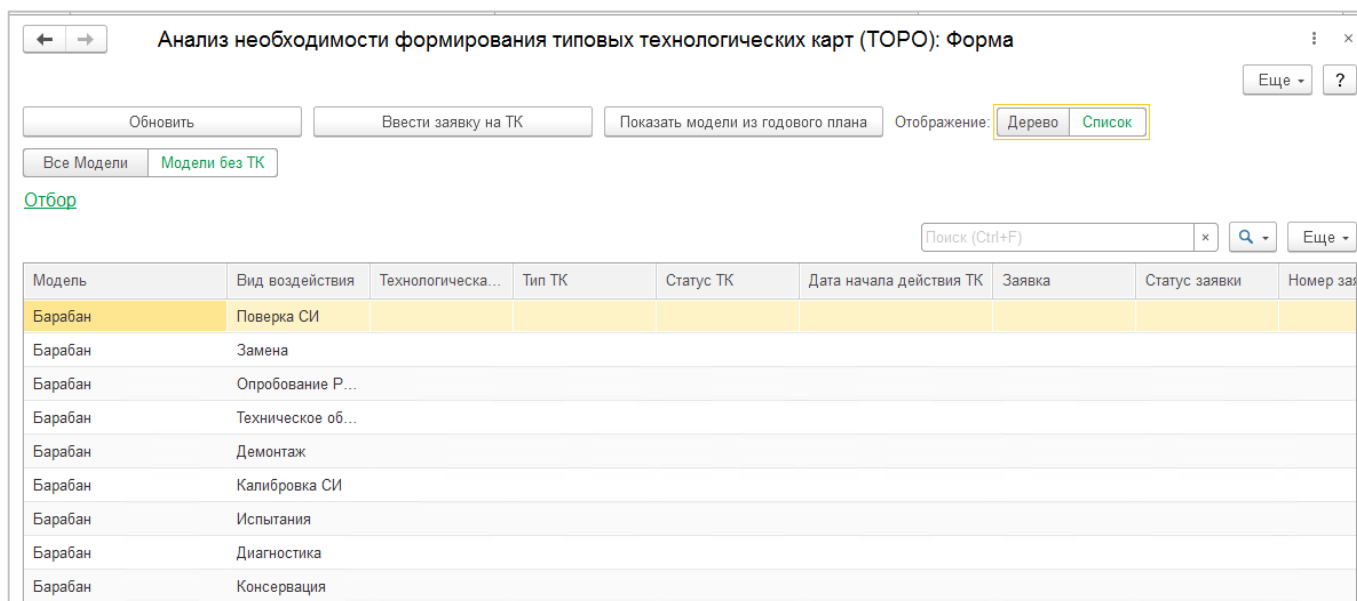 Анализ необходимости формирования типовых технологических карт (ТОРО): Форма
Еще ?
Обновить Ввести заявку на ТК Показать модели из годового плана Отображение: Дерево Список
Все Модели Модели без ТК
Отбор
Поиск (Ctrl+F) × Еще
Модель Вид воздействия Технологическа... Тип ТК Статус ТК Дата начала действия ТК Заявка Статус заявки Номер зая
Барабан Поверка СИ
Барабан Замена
Барабан Опробование Р...
Барабан Техническое об...
Барабан Демонтаж
Барабан Калибровка СИ
Барабан Испытания
Барабан Диагностика
Барабан Консервация